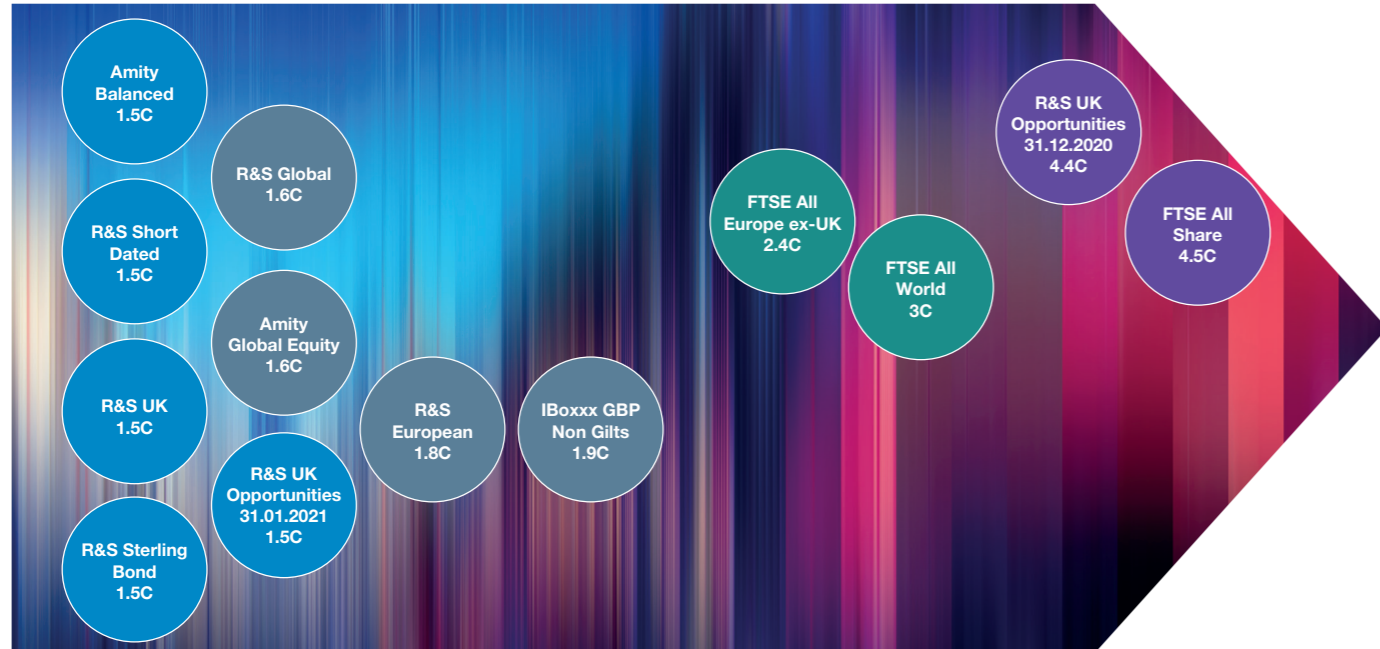 Amity
Balanced
1.5C
R&S Short
Dated
1.5C
R&S UK
1.5C
R&S Sterling
Bond
1.5C
R&S Global
1.6C
Amity
Global Equity
1.6C
R&S UK
Opportunities
31.01.2021
1.5C
R&S
European
1.8C
IBoxxx GBP
Non Gilts
1.9C
FTSE All
Europe ex-UK
2.4C
FTSE All
World
3C
R&S UK
Opportunities
31.12.2020
4.4C
FTSE All
Share
4.5C